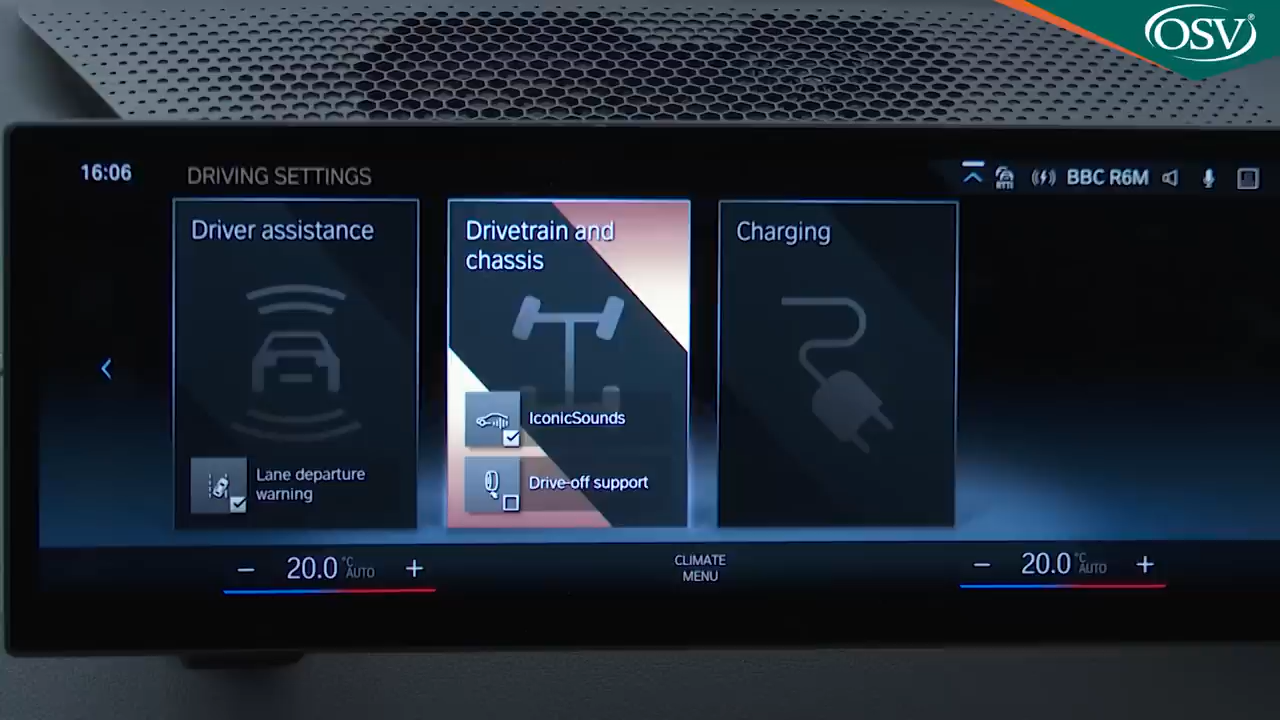 OSV®
16:06
DRIVING SETTINGS
BBC R6M
Driver assistance
Lane departure
warning
Drivetrain and
chassis
IconicSounds
Drive-off support
Charging
20.0 °C AUTO
CLIMATE
MENU
20.0 °C AUTO